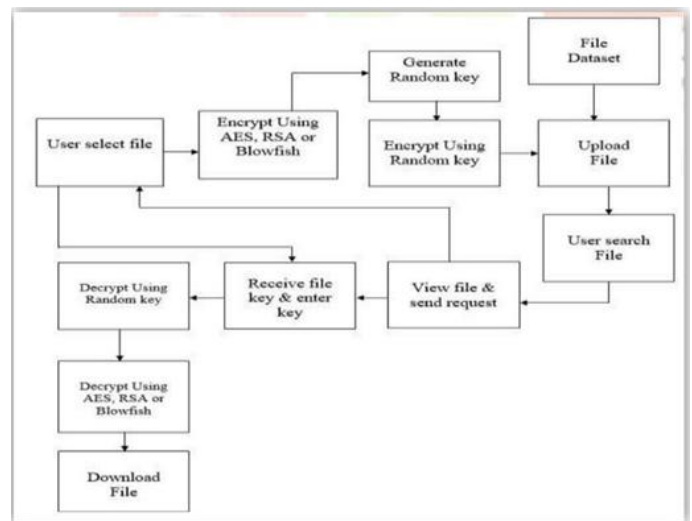 File
Dataset
Generate
Random key
User select file
Encrypt Using
AES, RSA or
Blowfish
Encrypt Using
Random key
Upload
File
User search
File
Decrypt Using
Random key
Receive file
key & enter
key
View file &
send request
Decrypt Using
AES, RSA or
Blowfish
Download
File